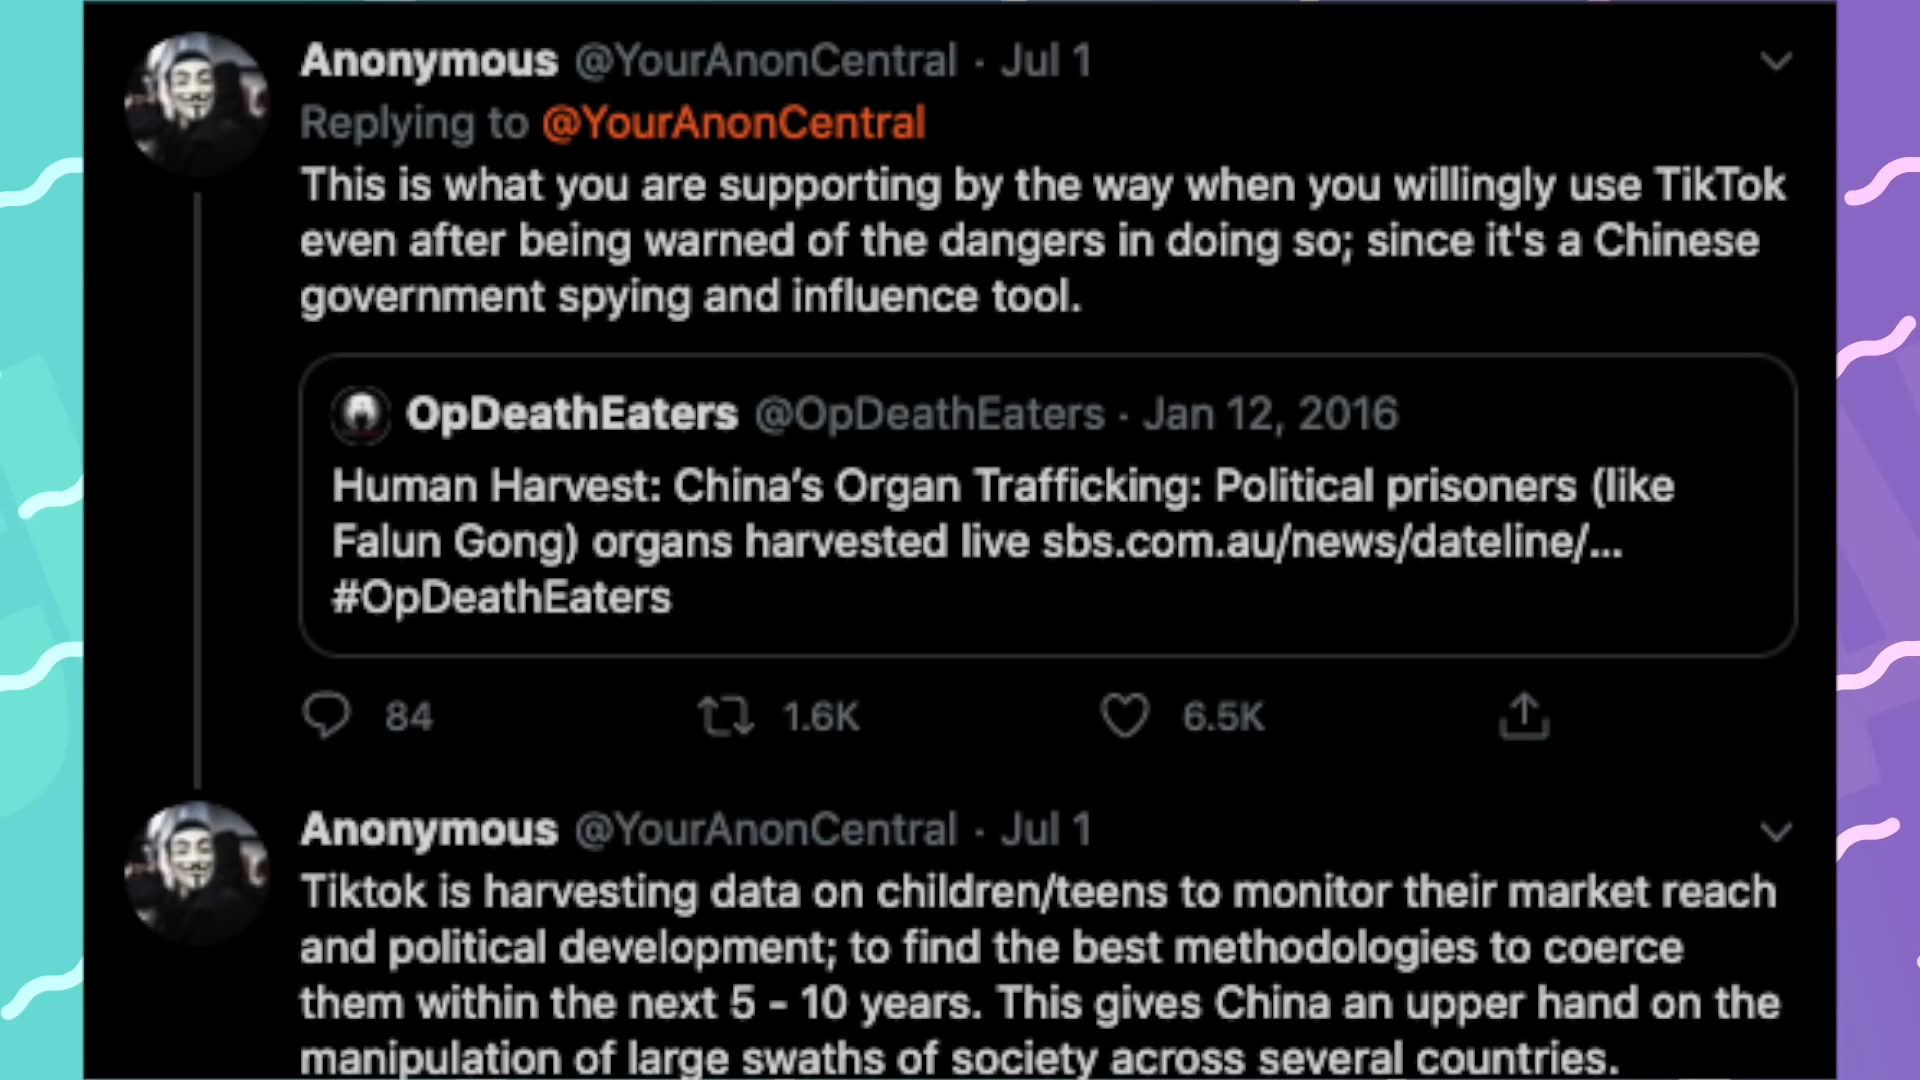 Anonymous @YourAnonCentral · Jul 1
Replying to @YourAnonCentral
This is what you are supporting by the way when you willingly use TikTok
even after being warned of the dangers in doing so; since it's a Chinese
government spying and influence tool.
OpDeathEaters @OpDeathEaters · Jan 12, 2016
Human Harvest: China’s Organ Trafficking: Political prisoners (like
Falun Gong) organs harvested live sbs.com.au/news/dateline/...
#OpDeathEaters
84 1.6K 6.5K
Anonymous @YourAnonCentral · Jul 1
Tiktok is harvesting data on children/teens to monitor their market reach
and political development; to find the best methodologies to coerce
them within the next 5 - 10 years. This gives China an upper hand on the
manipulation of large swaths of society across several countries.